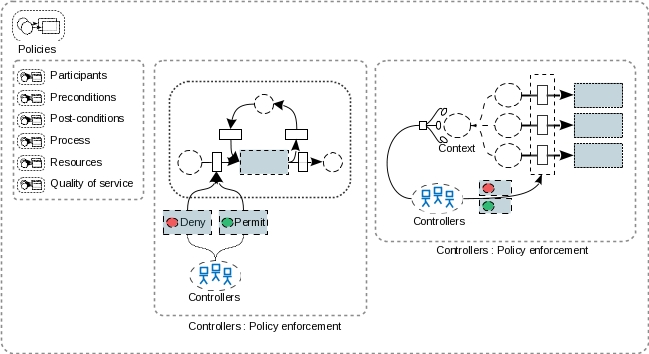 Policies
Participants
Preconditions
Post-conditions
Process
Resources
Quality of service
Deny
Permit
Controllers
Controllers : Policy enforcement
Context
Controllers
Controllers : Policy enforcement